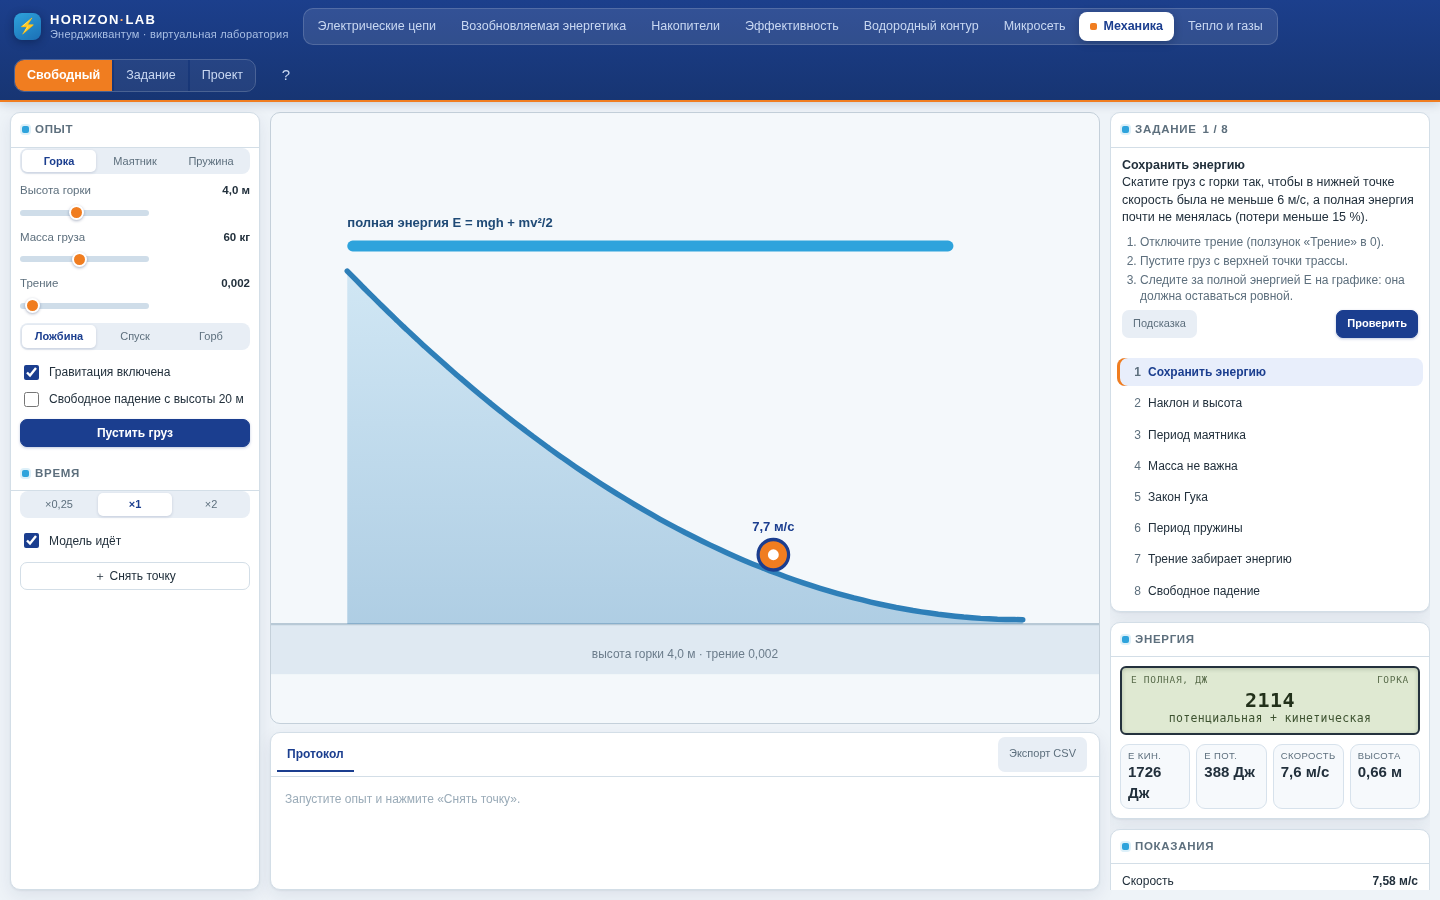 HORIZON·LAB
Энерджиквантум · виртуальная лаборатория
Электрические цепи
Возобновляемая энергетика
Накопители
Эффективность
Водородный контур
Микросеть
Механика
Тепло и газы
Свободный
Задание
Проект
?
ОПЫТ
Горка
Маятник
Пружина
Высота горки 4,0 м
Масса груза 60 кг
Трение 0,002
Ложбина
Спуск
Горб
Гравитация включена
Свободное падение с высоты 20 м
Пустить груз
ВРЕМЯ
×0,25
×1
×2
Модель идёт
+ Снять точку
полная энергия E = mgh + mv²/2
7,7 м/с
высота горки 4,0 м · трение 0,002
Протокол
Экспорт CSV
Запустите опыт и нажмите «Снять точку».
ЗАДАНИЕ 1 / 8
Сохранить энергию
Скатите груз с горки так, чтобы в нижней точке
скорость была не меньше 6 м/с, а полная энергия
почти не менялась (потери меньше 15 %).
1. Отключите трение (ползунок «Трение» в 0).
2. Пустите груз с верхней точки трассы.
3. Следите за полной энергией E на графике: она
должна оставаться ровной.
Подсказка
Проверить
1 Сохранить энергию
2 Наклон и высота
3 Период маятника
4 Масса не важна
5 Закон Гука
6 Период пружины
7 Трение забирает энергию
8 Свободное падение
ЭНЕРГИЯ
Е ПОЛНАЯ, ДЖ
ГОРКА
2114
потенциальная + кинетическая
Е КИН.
1726
Дж
Е ПОТ.
388 Дж
СКОРОСТЬ
7,6 м/с
ВЫСОТА
0,66 м
ПОКАЗАНИЯ
Скорость 7,58 м/с